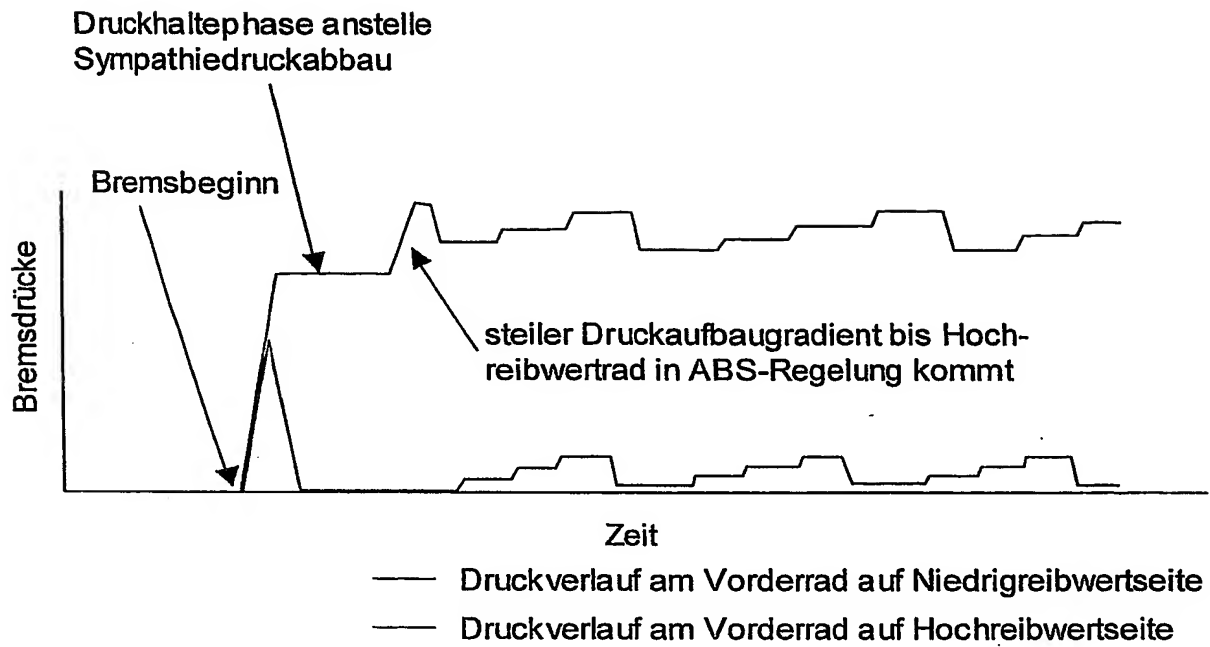 Druckhaltephase anstelle
Sympathiedruckabbau
Bremsbeginn
Bremsdrücke
steiler Druckaufbaugradient bis Hoch-
reibwertrad in ABS-Regelung kommt
Zeit
Druckverlauf am Vorderrad auf Niedrigreibwertseite
Druckverlauf am Vorderrad auf Hochreibwertseite